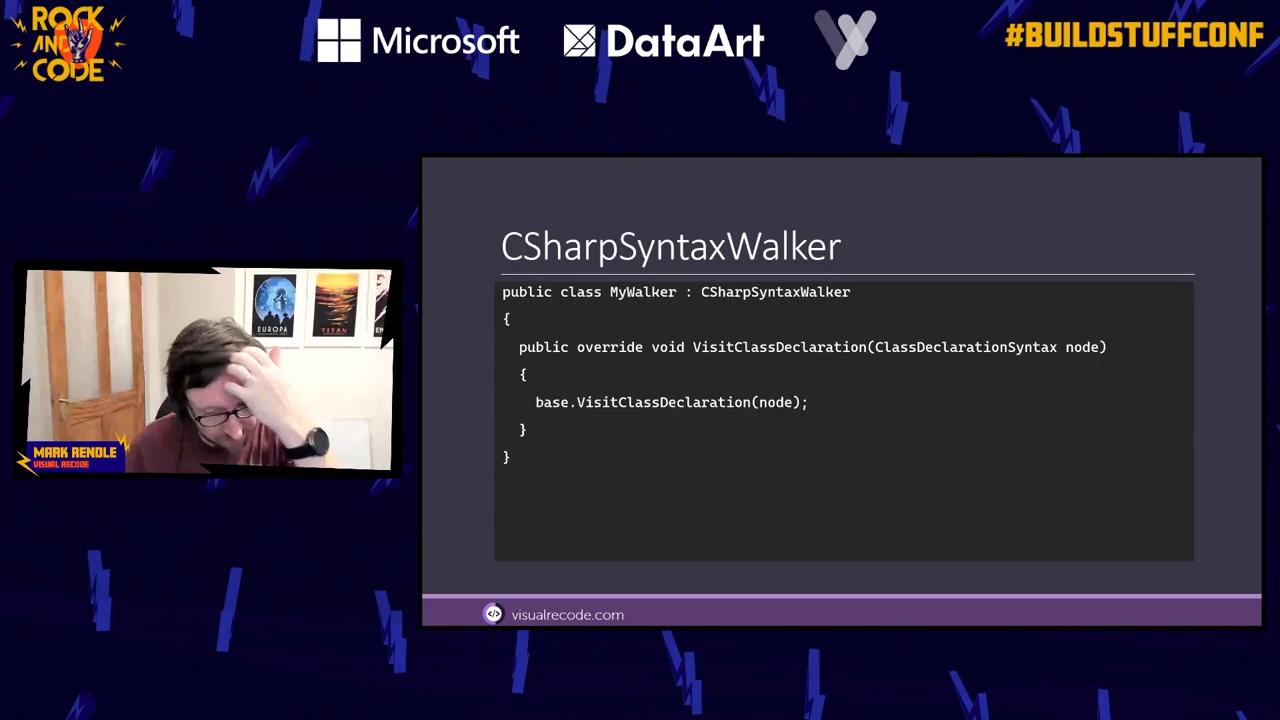 ROCK
AND
CODE
Microsoft
DataArt
#BUILDSTUFFCONF
EUROPA
TITAN
MARK RENDLE
VISUAL RECODE
CSharpSyntaxWalker
public class MyWalker : CSharpSyntaxWalker
{
public override void VisitClassDeclaration(ClassDeclarationSyntax node)
{
base.VisitClassDeclaration(node);
}
}
</> visualrecode.com